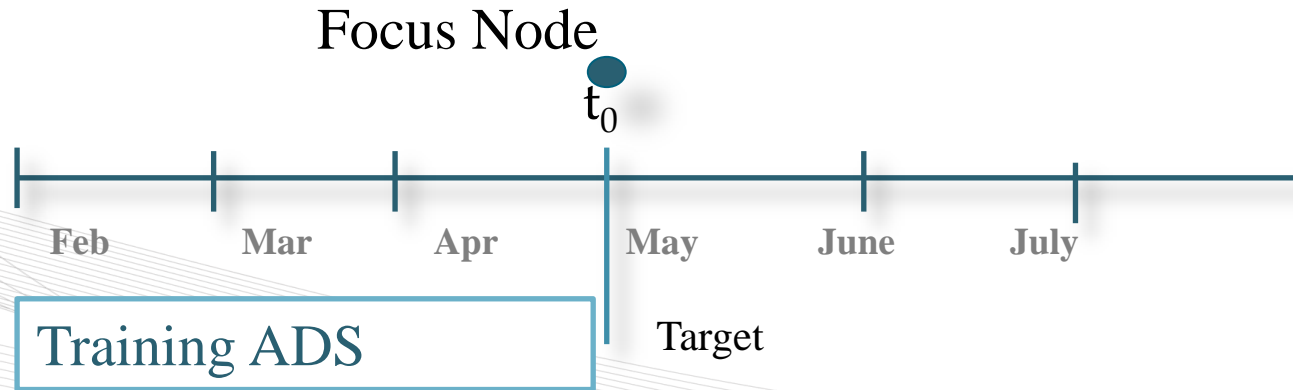 Focus Node
t₀
Feb Mar Apr May June July
Training ADS
Target